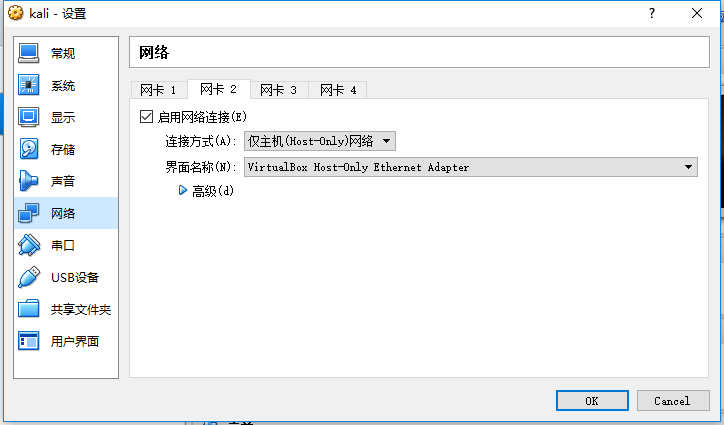 kali - 设置
?
常规
系统
显示
存储
声音
网络
串口
USB设备
共享文件夹
用户界面
网络
网卡 1 网卡 2 网卡 3 网卡 4
启用网络连接(E)
连接方式(A): 仅主机(Host-Only)网络
界面名称(N): VirtualBox Host-Only Ethernet Adapter
高级(d)
OK Cancel